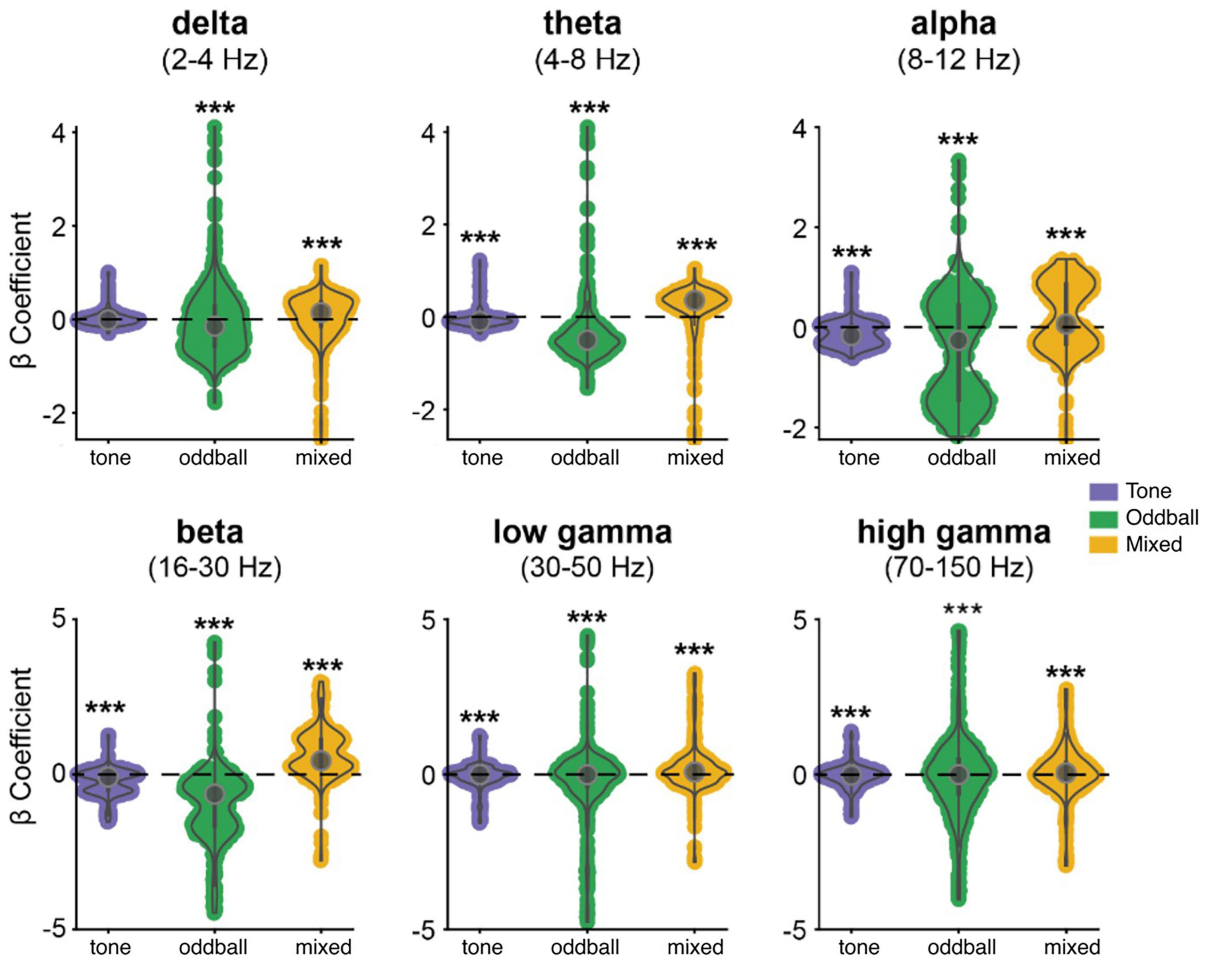 delta
(2-4 Hz)
theta
(4-8 Hz)
alpha
(8-12 Hz)
β Coefficient
4
2
0
-2
***
***
tone
oddball
mixed
4
2
0
-2
***
***
***
tone
oddball
mixed
4
2
0
-2
***
***
***
tone
oddball
mixed
Tone
Oddball
Mixed
beta
(16-30 Hz)
low gamma
(30-50 Hz)
high gamma
(70-150 Hz)
β Coefficient
5
0
-5
***
***
***
tone
oddball
mixed
5
0
-5
***
***
***
tone
oddball
mixed
5
0
-5
***
***
***
tone
oddball
mixed